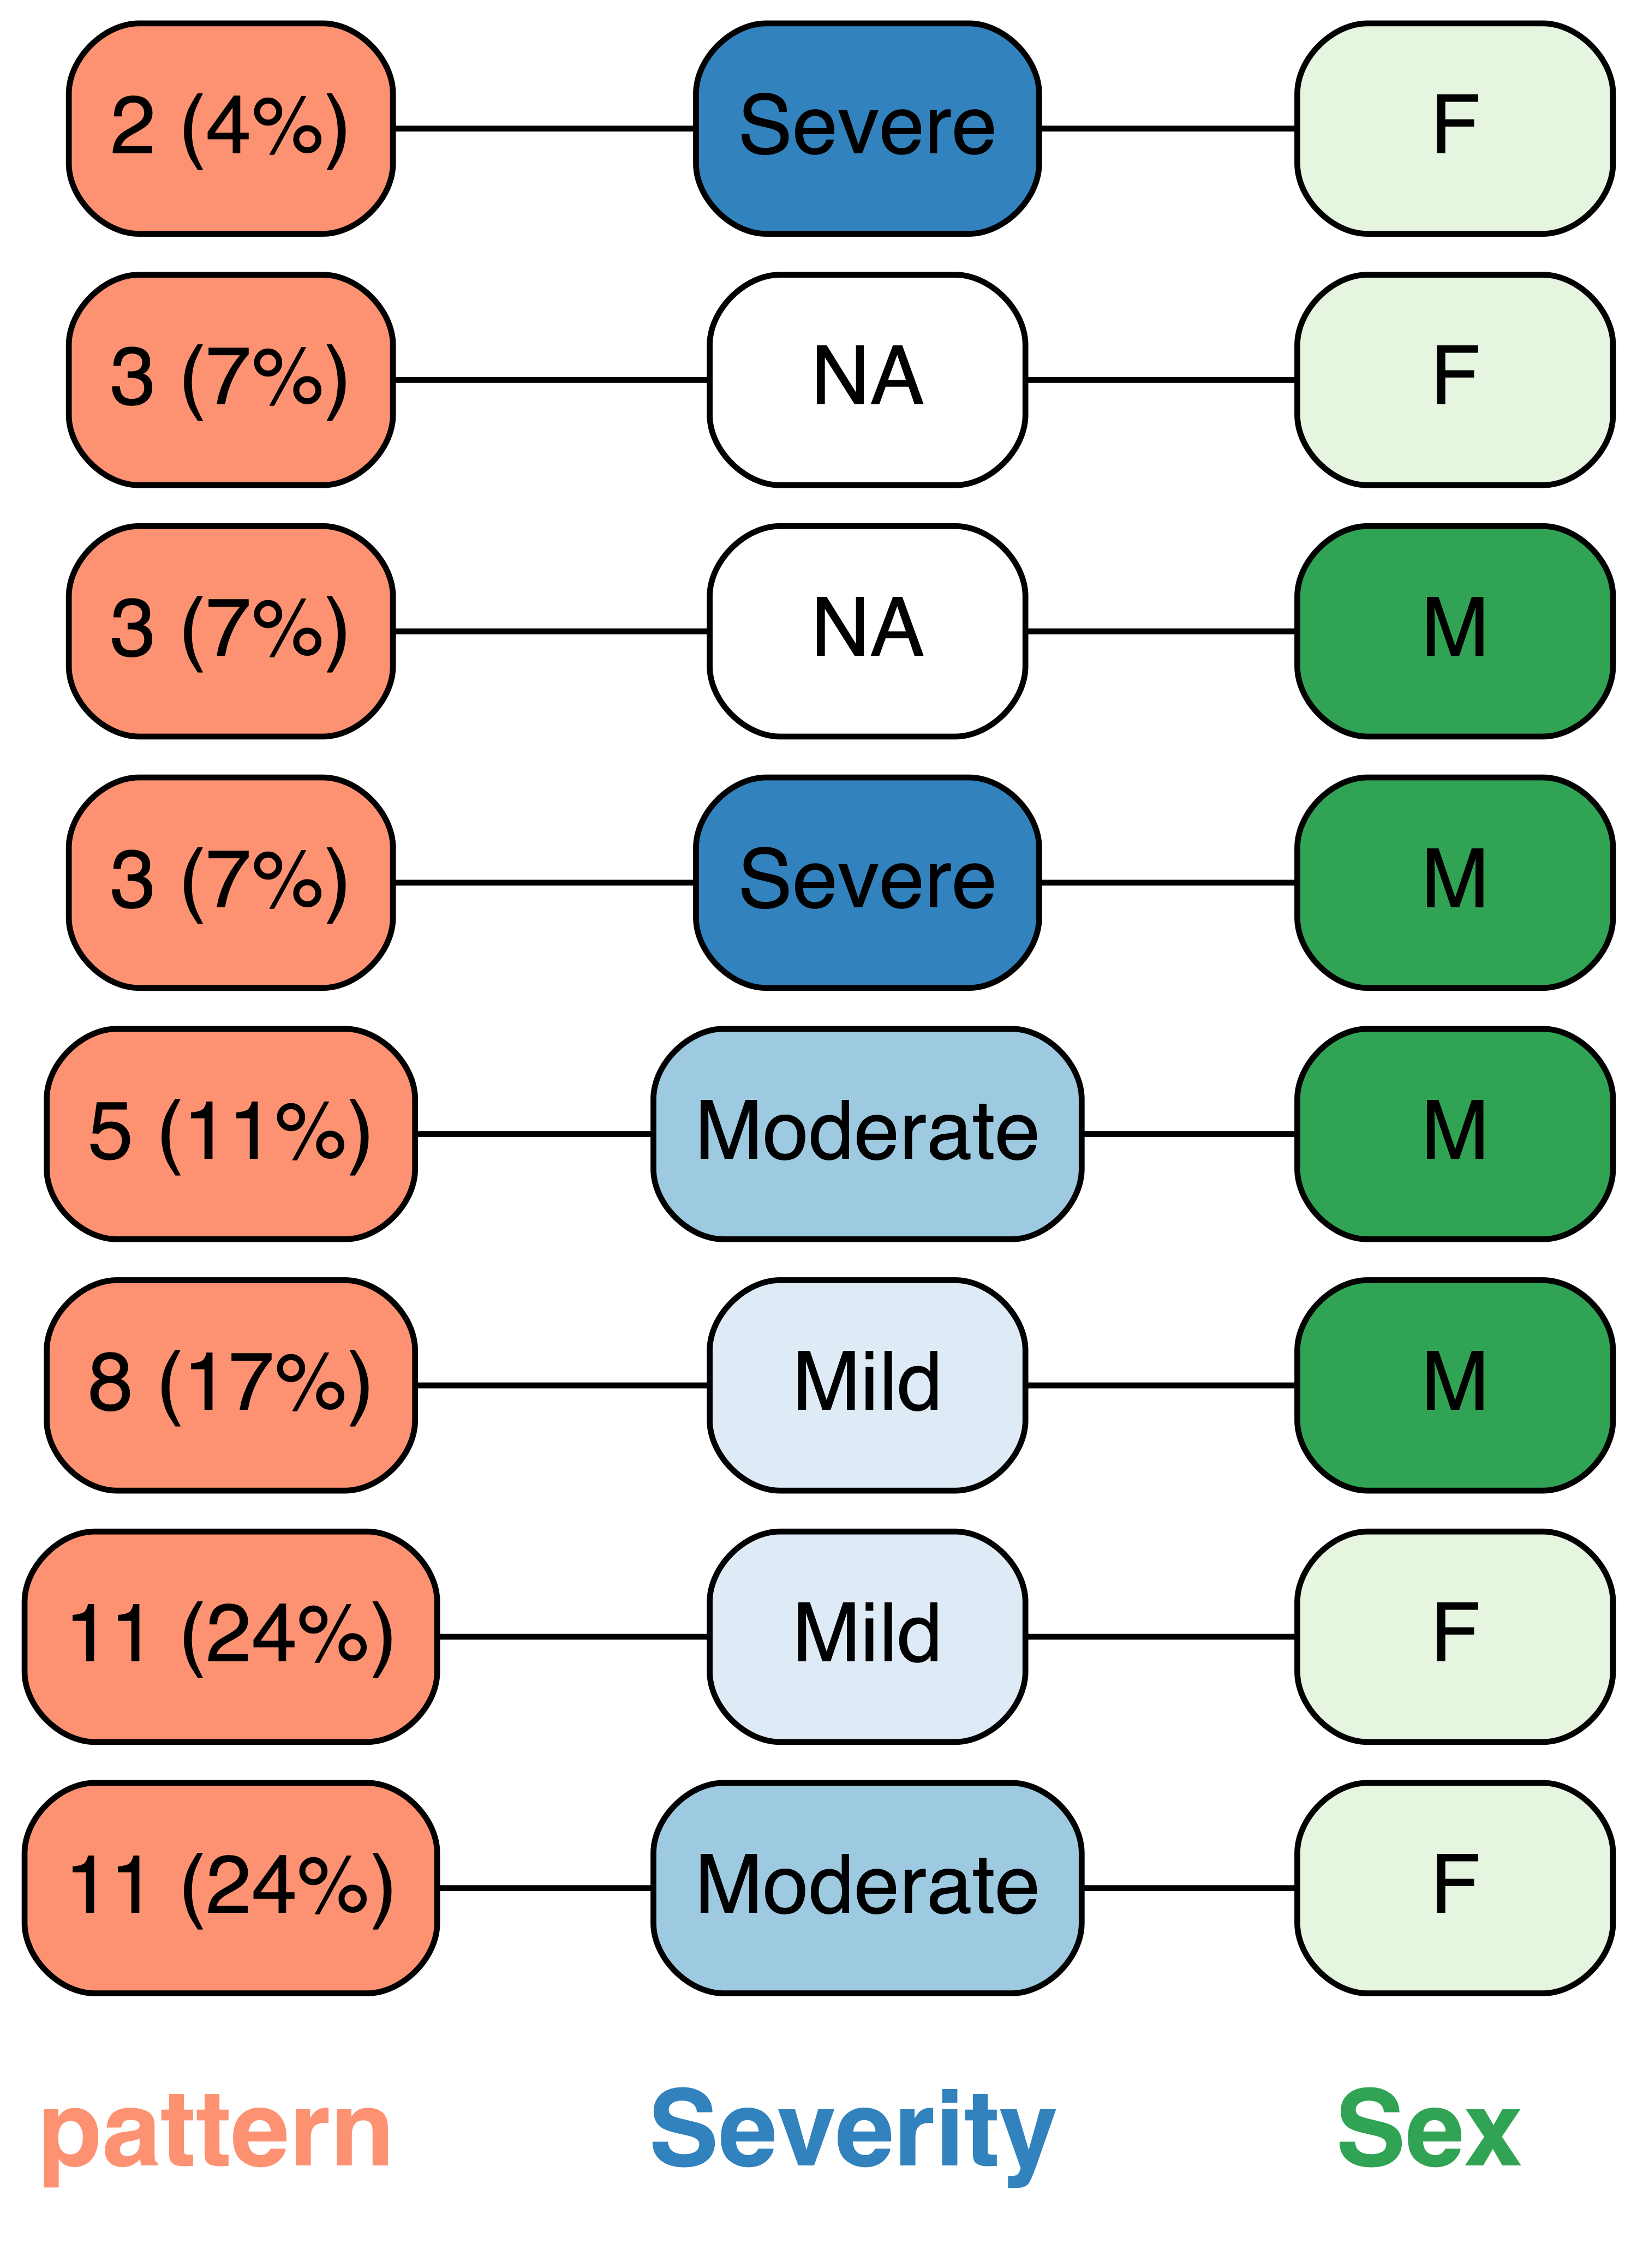 2 (4%) Severe F
3 (7%) NA F
3 (7%) NA M
3 (7%) Severe M
5 (11%) Moderate M
8 (17%) Mild M
11 (24%) Mild F
11 (24%) Moderate F
pattern Severity Sex